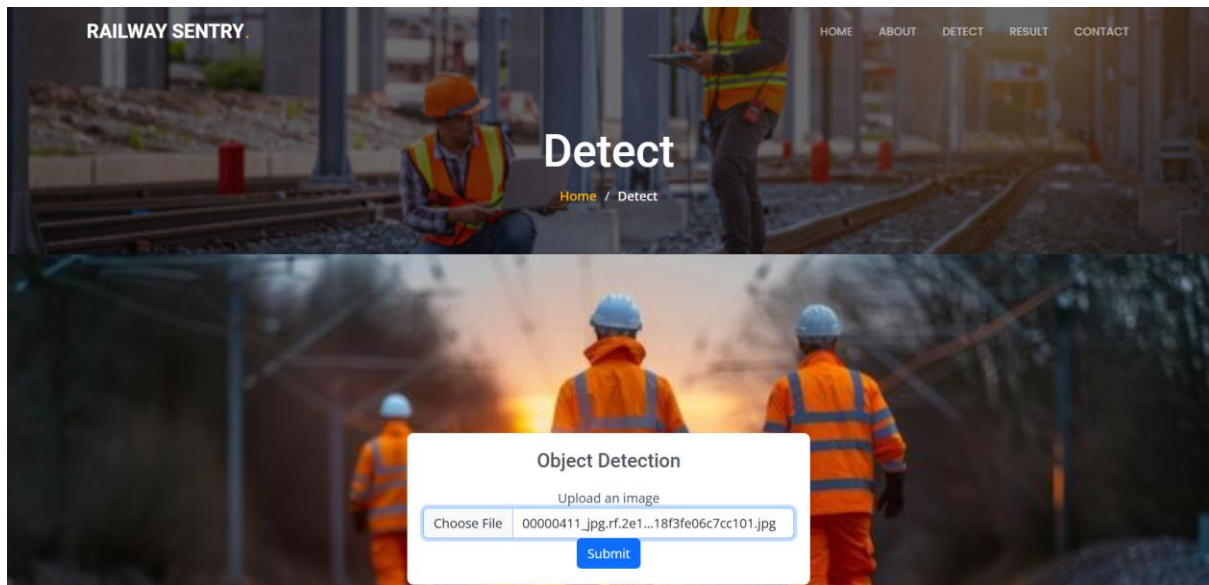 RAILWAY SENTRY.
HOME ABOUT DETECT RESULT CONTACT
Detect
Home / Detect
Object Detection
Upload an image
Choose File 00000411_jpg.rf.2e1...18f3fe06c7cc101.jpg
Submit